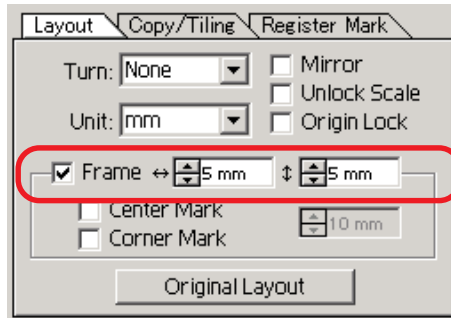 Layout Copy/Tiling Register Mark
Turn: None Mirror
Unlock Scale
Unit: mm Origin Lock
Frame ↔ 5 mm ↕ 5 mm
Center Mark
10 mm
Corner Mark
Original Layout